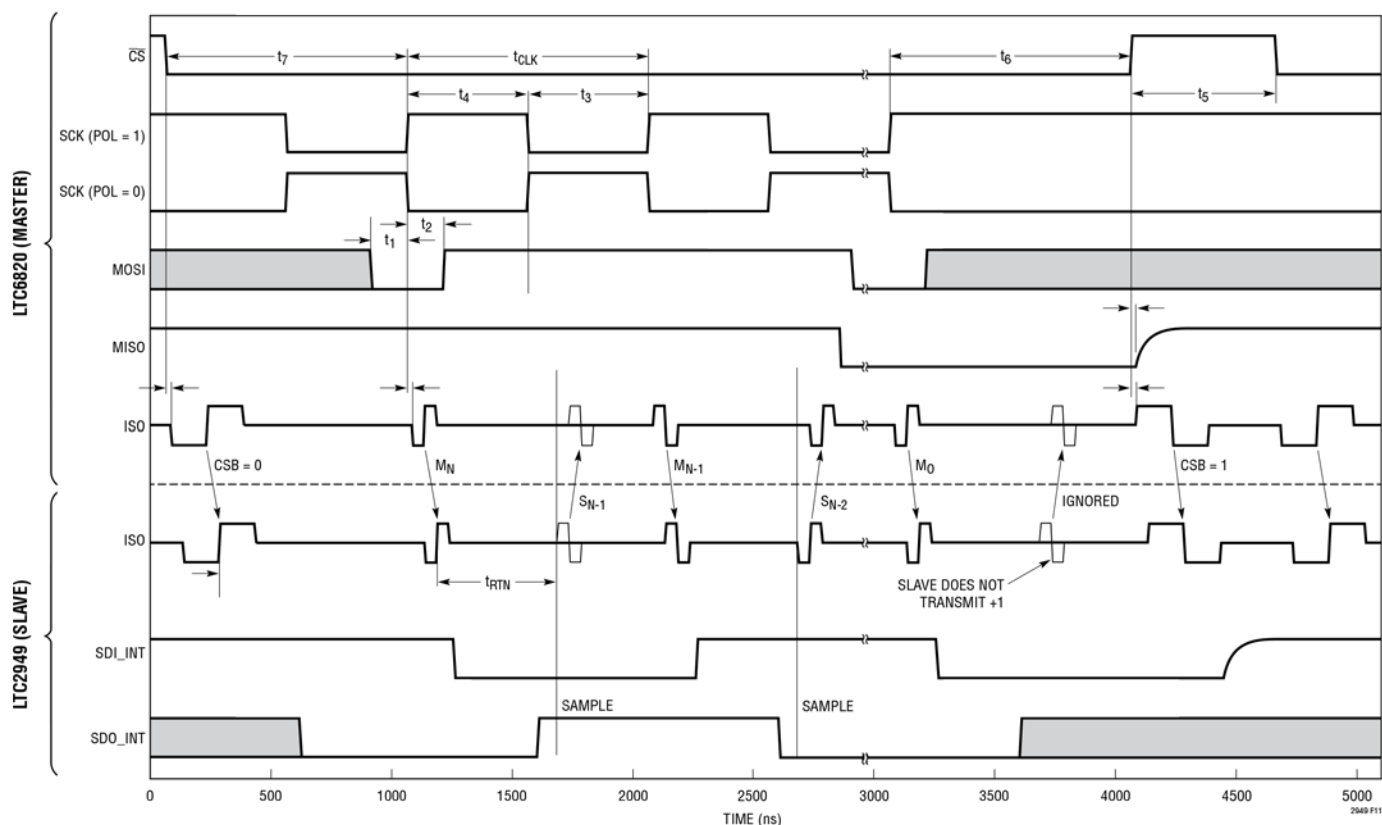 LTC6820 (MASTER)
CS
t7
tCLK
t6
t4
t3
t5
SCK (POL = 1)
SCK (POL = 0)
t2
t1
MOSI
MISO
ISO
CSB = 0
MN
SN-1
MN-1
SN-2
MO
IGNORED
CSB = 1
LTC2949 (SLAVE)
ISO
tRTN
SLAVE DOES NOT
TRANSMIT +1
SDI_INT
SAMPLE
SAMPLE
SDO_INT
0 500 1000 1500 2000 2500 3000 3500 4000 4500 5000
TIME (ns)
2949 F11